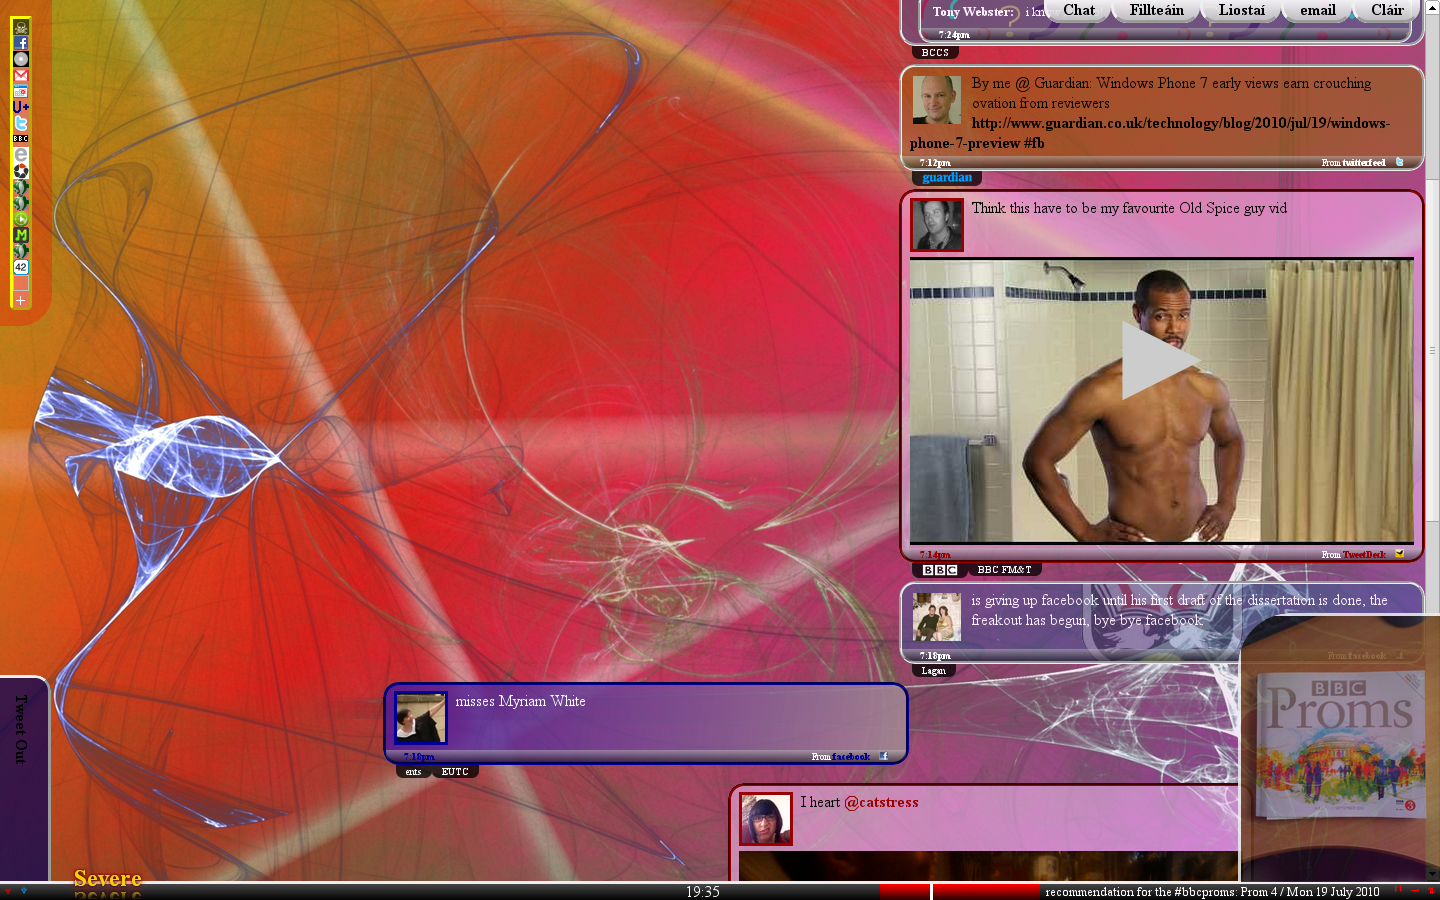 Tony Webster: i kn
Chat
Fillteáin
Liostaí
email
Cláir
7:24pm
BCCS
By me @ Guardian: Windows Phone 7 early views earn crouching
ovation from reviewers
http://www.guardian.co.uk/technology/blog/2010/jul/19/windows-
phone-7-preview #fb
7:12pm
From twitterfeed
guardian
Think this have to be my favourite Old Spice guy vid
7:14pm
From TweetDeck
BBC
BBC FM&T
is giving up facebook until his first draft of the dissertation is done, the
freakout has begun, bye bye facebook
7:18pm
From facebook
Lagan
misses Myriam White
7:18pm
From facebook
ents
EUTC
I heart @catstress
BBC
Proms
U+
BBC
42
Tweet Out
Severe
19:35
recommendation for the #bbcproms: Prom 4 / Mon 19 July 2010